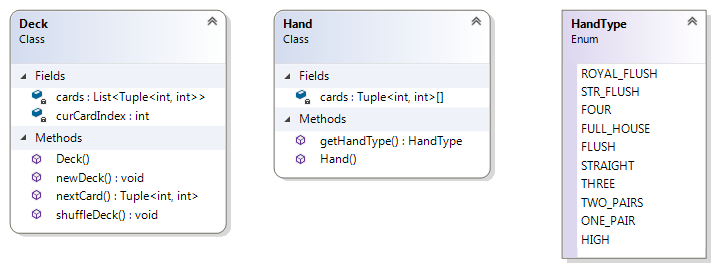 Deck
Class
Fields
cards : List<Tuple<int, int>>
curCardIndex : int
Methods
Deck()
newDeck() : void
nextCard() : Tuple<int, int>
shuffleDeck() : void
Hand
Class
Fields
cards : Tuple<int, int>[]
Methods
getHandType() : HandType
Hand()
HandType
Enum
ROYAL_FLUSH
STR_FLUSH
FOUR
FULL_HOUSE
FLUSH
STRAIGHT
THREE
TWO_PAIRS
ONE_PAIR
HIGH